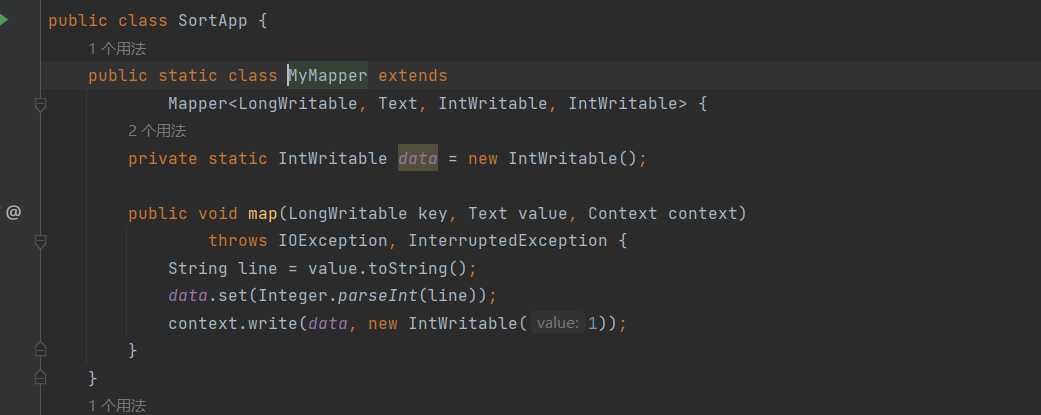 public class SortApp {
1 个用法
public static class MyMapper extends
Mapper<LongWritable, Text, IntWritable, IntWritable> {
2 个用法
private static IntWritable data = new IntWritable();
@
public void map(LongWritable key, Text value, Context context)
throws IOException, InterruptedException {
String line = value.toString();
data.set(Integer.parseInt(line));
context.write(data, new IntWritable( value: 1));
}
}
1 个用法